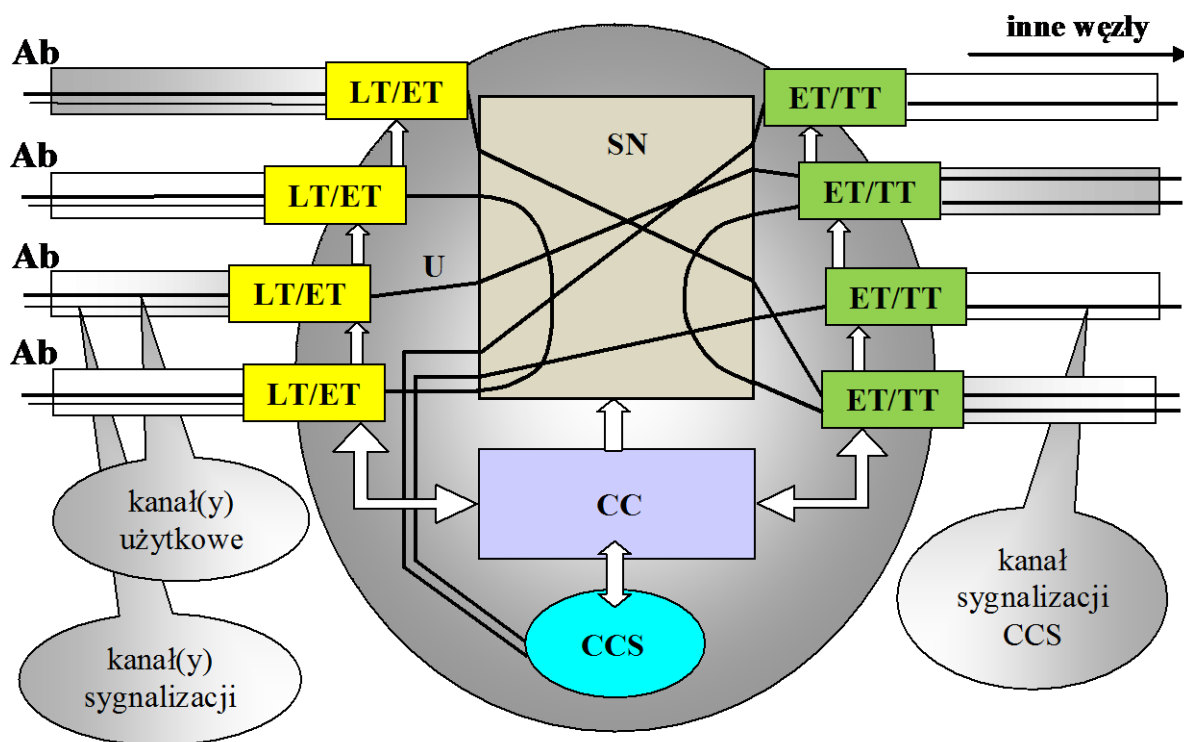 inne węzły
Ab
LT/ET
ET/TT
SN
Ab
LT/ET
ET/TT
Ab
U
LT/ET
ET/TT
Ab
LT/ET
ET/TT
CC
kanał(y)
użytkowe
kanał
sygnalizacji
CCS
CCS
kanał(y)
sygnalizacji